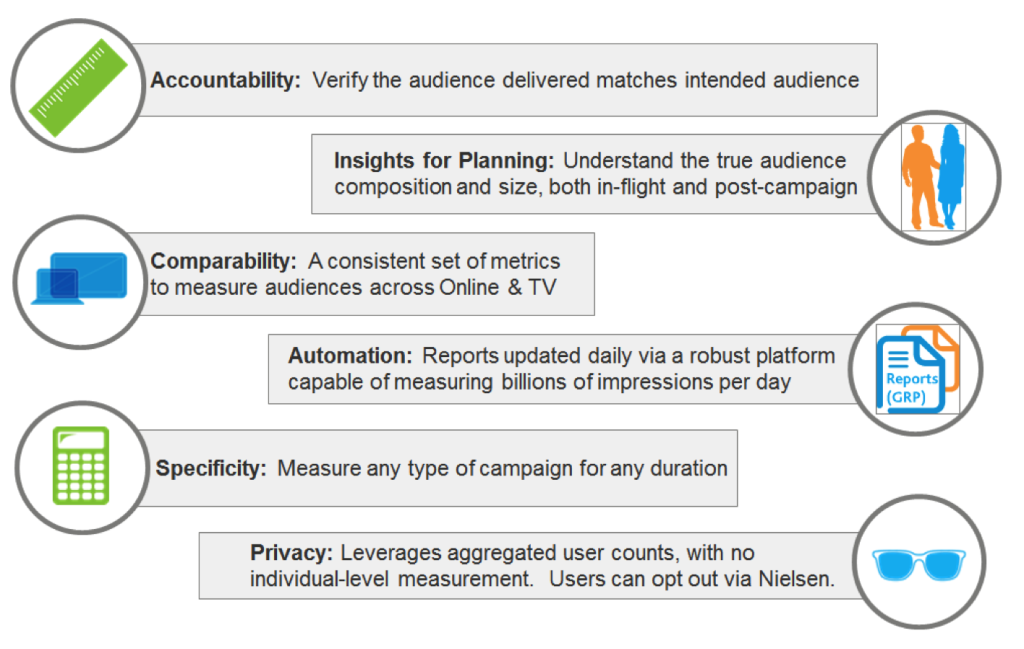 Accountability: Verify the audience delivered matches intended audience
Insights for Planning: Understand the true audience
composition and size, both in-flight and post-campaign
Comparability: A consistent set of metrics
to measure audiences across Online & TV
Automation: Reports updated daily via a robust platform
capable of measuring billions of impressions per day
Reports
(GRP)
Specificity: Measure any type of campaign for any duration
Privacy: Leverages aggregated user counts, with no
individual-level measurement. Users can opt out via Nielsen.